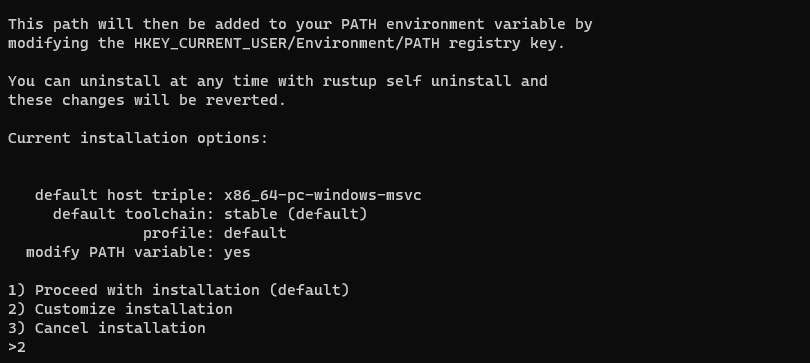 This path will then be added to your PATH environment variable by
modifying the HKEY_CURRENT_USER/Environment/PATH registry key.
You can uninstall at any time with rustup self uninstall and
these changes will be reverted.
Current installation options:
default host triple: x86_64-pc-windows-msvc
default toolchain: stable (default)
profile: default
modify PATH variable: yes
1) Proceed with installation (default)
2) Customize installation
3) Cancel installation
>2